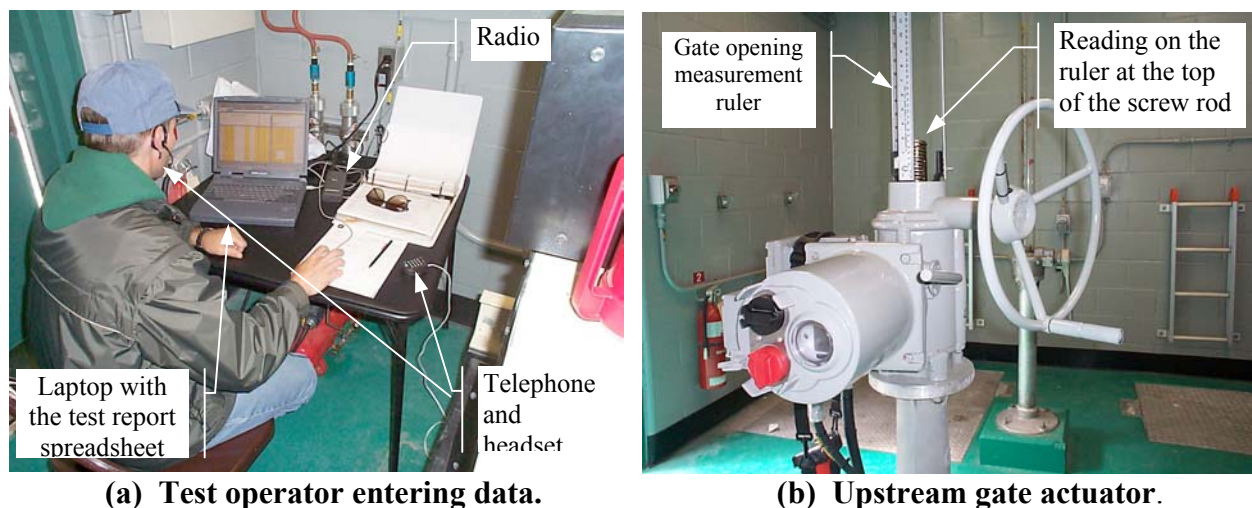 Radio
Laptop with
the test report
spreadsheet
Telephone
and
headset
(a) Test operator entering data.
Gate opening
measurement
ruler
Reading on the
ruler at the top
of the screw rod
2
(b) Upstream gate actuator.